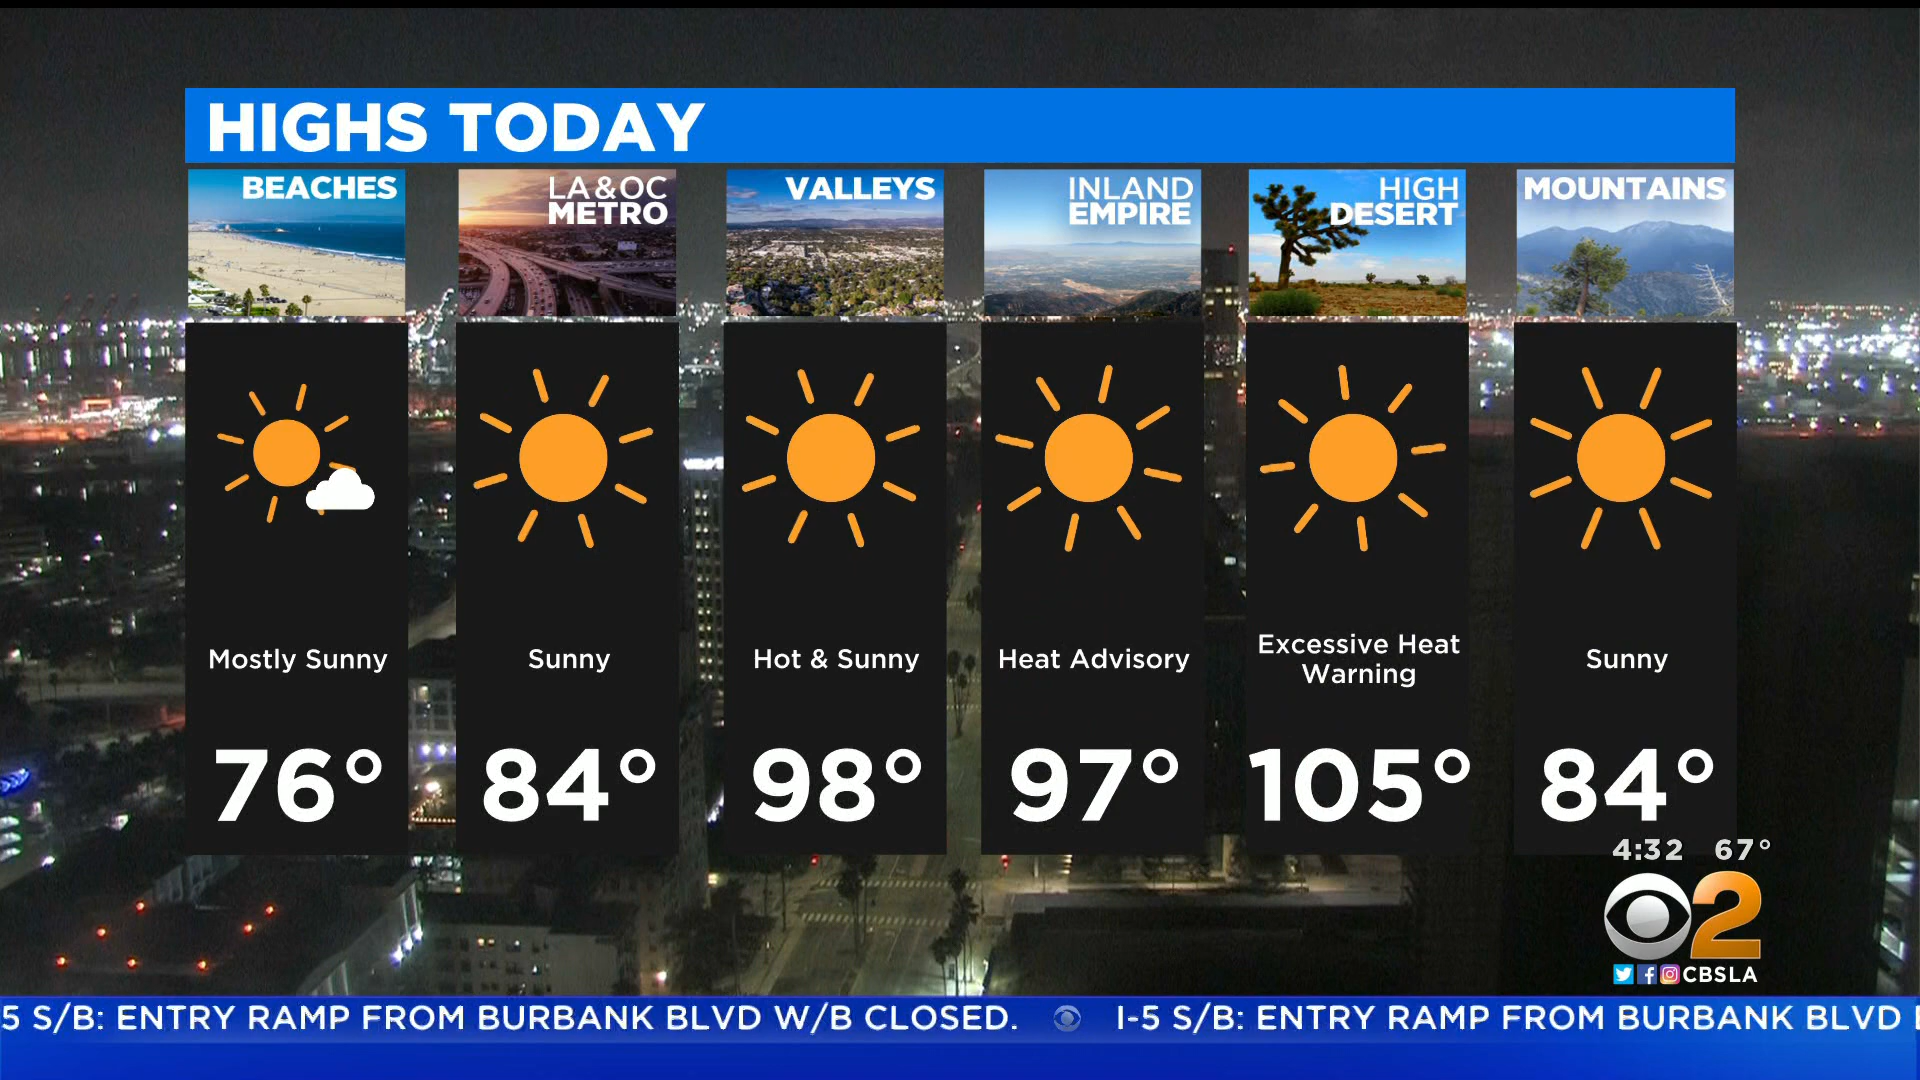 HIGHS TODAY
BEACHES
LA & OC
METRO
VALLEYS
INLAND
EMPIRE
HIGH
DESERT
MOUNTAINS
Mostly Sunny
Sunny
Hot & Sunny
Heat Advisory
Excessive Heat
Warning
Sunny
76°
84°
98°
97°
105°
84°
4:32 67°
2
CBSLA
5 S/B: ENTRY RAMP FROM BURBANK BLVD W/B CLOSED. I-5 S/B: ENTRY RAMP FROM BURBANK BLVD